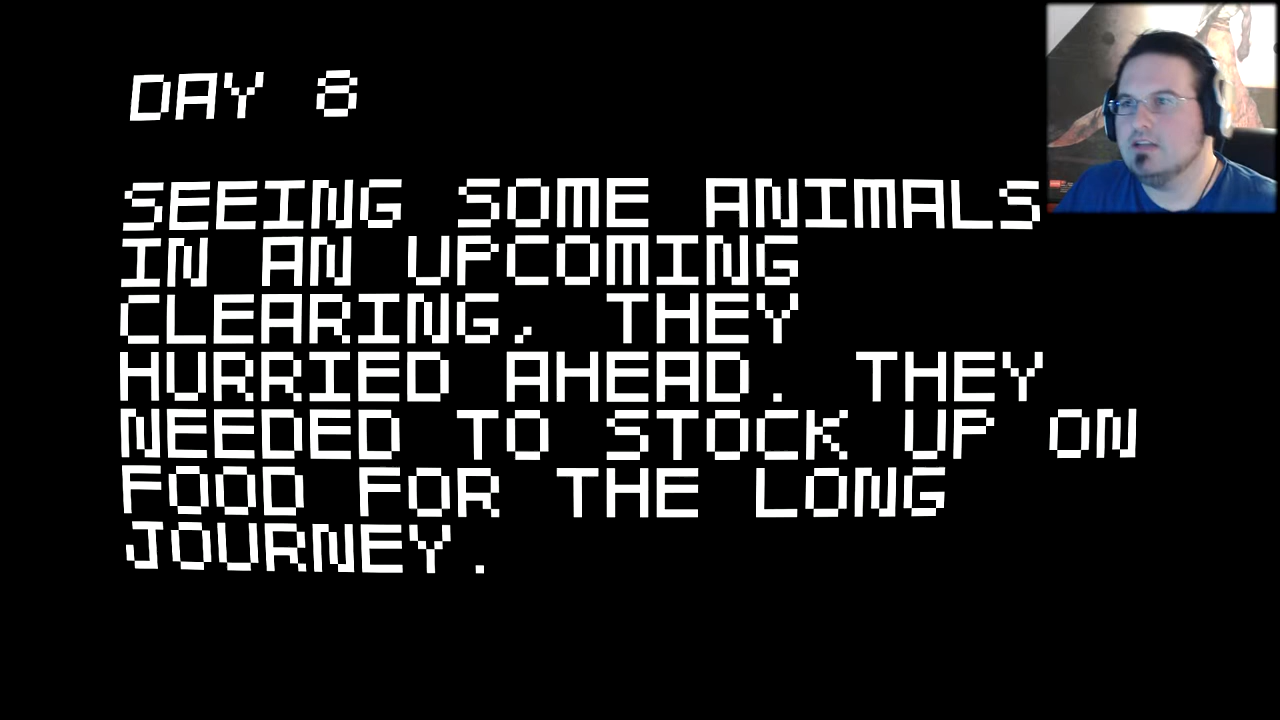 DAY 8
SEEING SOME ANIMALS
IN AN UPCOMING
CLEARING, THEY
HURRIED AHEAD. THEY
NEEDED TO STOCK UP ON
FOOD FOR THE LONG
JOURNEY.